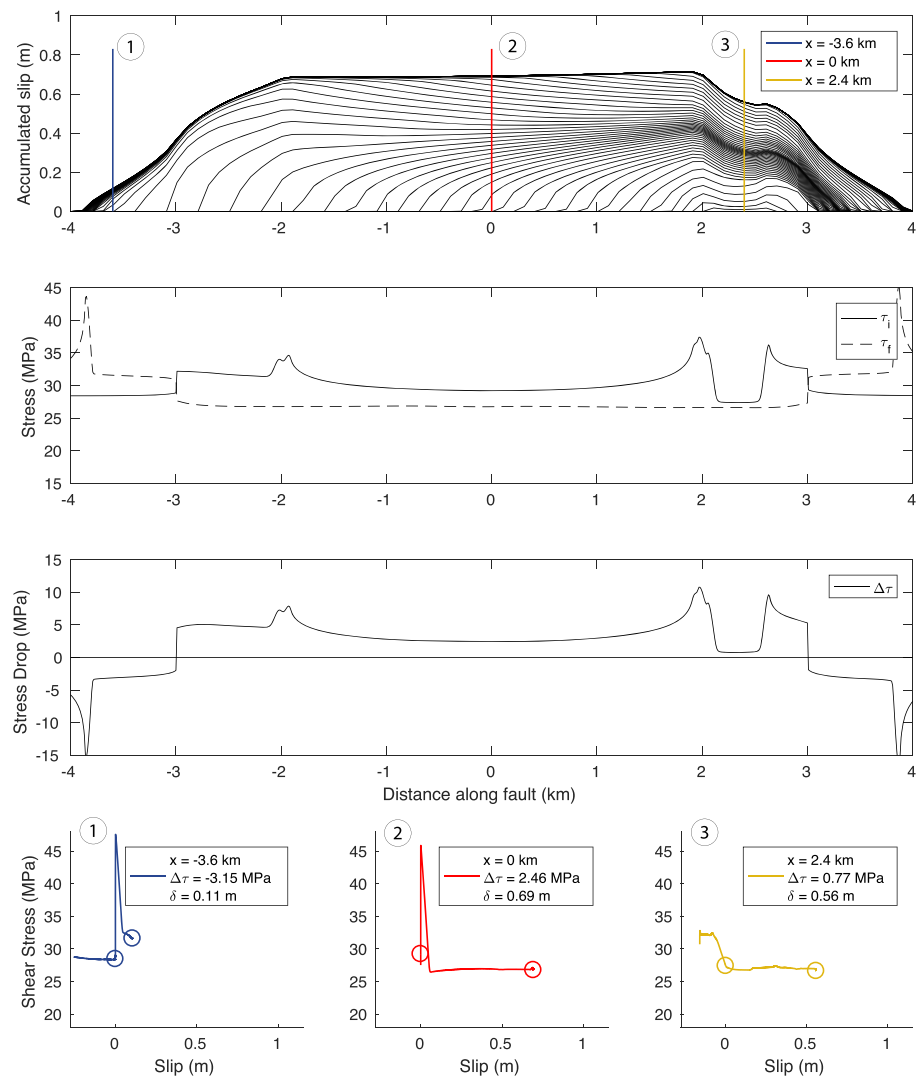 1
0.8
0.6
0.4
0.2
0
Accumulated slip (m)
1
2
3
x = -3.6 km
x = 0 km
x = 2.4 km
-4 -3 -2 -1 0 1 2 3 4
45
40
35
30
25
20
15
Stress (MPa)
τi
τf
-4 -3 -2 -1 0 1 2 3 4
15
10
5
0
-5
-10
-15
Stress Drop (MPa)
Δτ
-4 -3 -2 -1 0 1 2 3 4
Distance along fault (km)
1
45
40
35
30
25
20
Shear Stress (MPa)
x = -3.6 km
Δτ = -3.15 MPa
δ = 0.11 m
0 0.5 1
Slip (m)
2
45
40
35
30
25
20
x = 0 km
Δτ = 2.46 MPa
δ = 0.69 m
0 0.5 1
Slip (m)
3
45
40
35
30
25
20
x = 2.4 km
Δτ = 0.77 MPa
δ = 0.56 m
0 0.5 1
Slip (m)